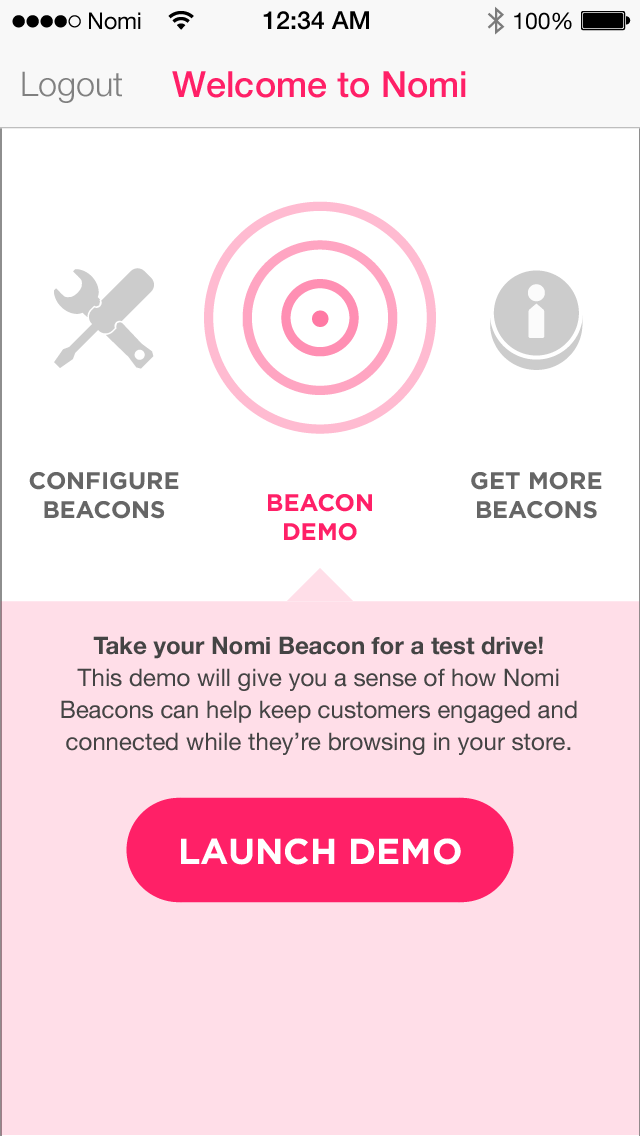 Nomi 12:34 AM 100%
Logout Welcome to Nomi
CONFIGURE
BEACONS
BEACON
DEMO
GET MORE
BEACONS
Take your Nomi Beacon for a test drive!
This demo will give you a sense of how Nomi
Beacons can help keep customers engaged and
connected while they’re browsing in your store.
LAUNCH DEMO